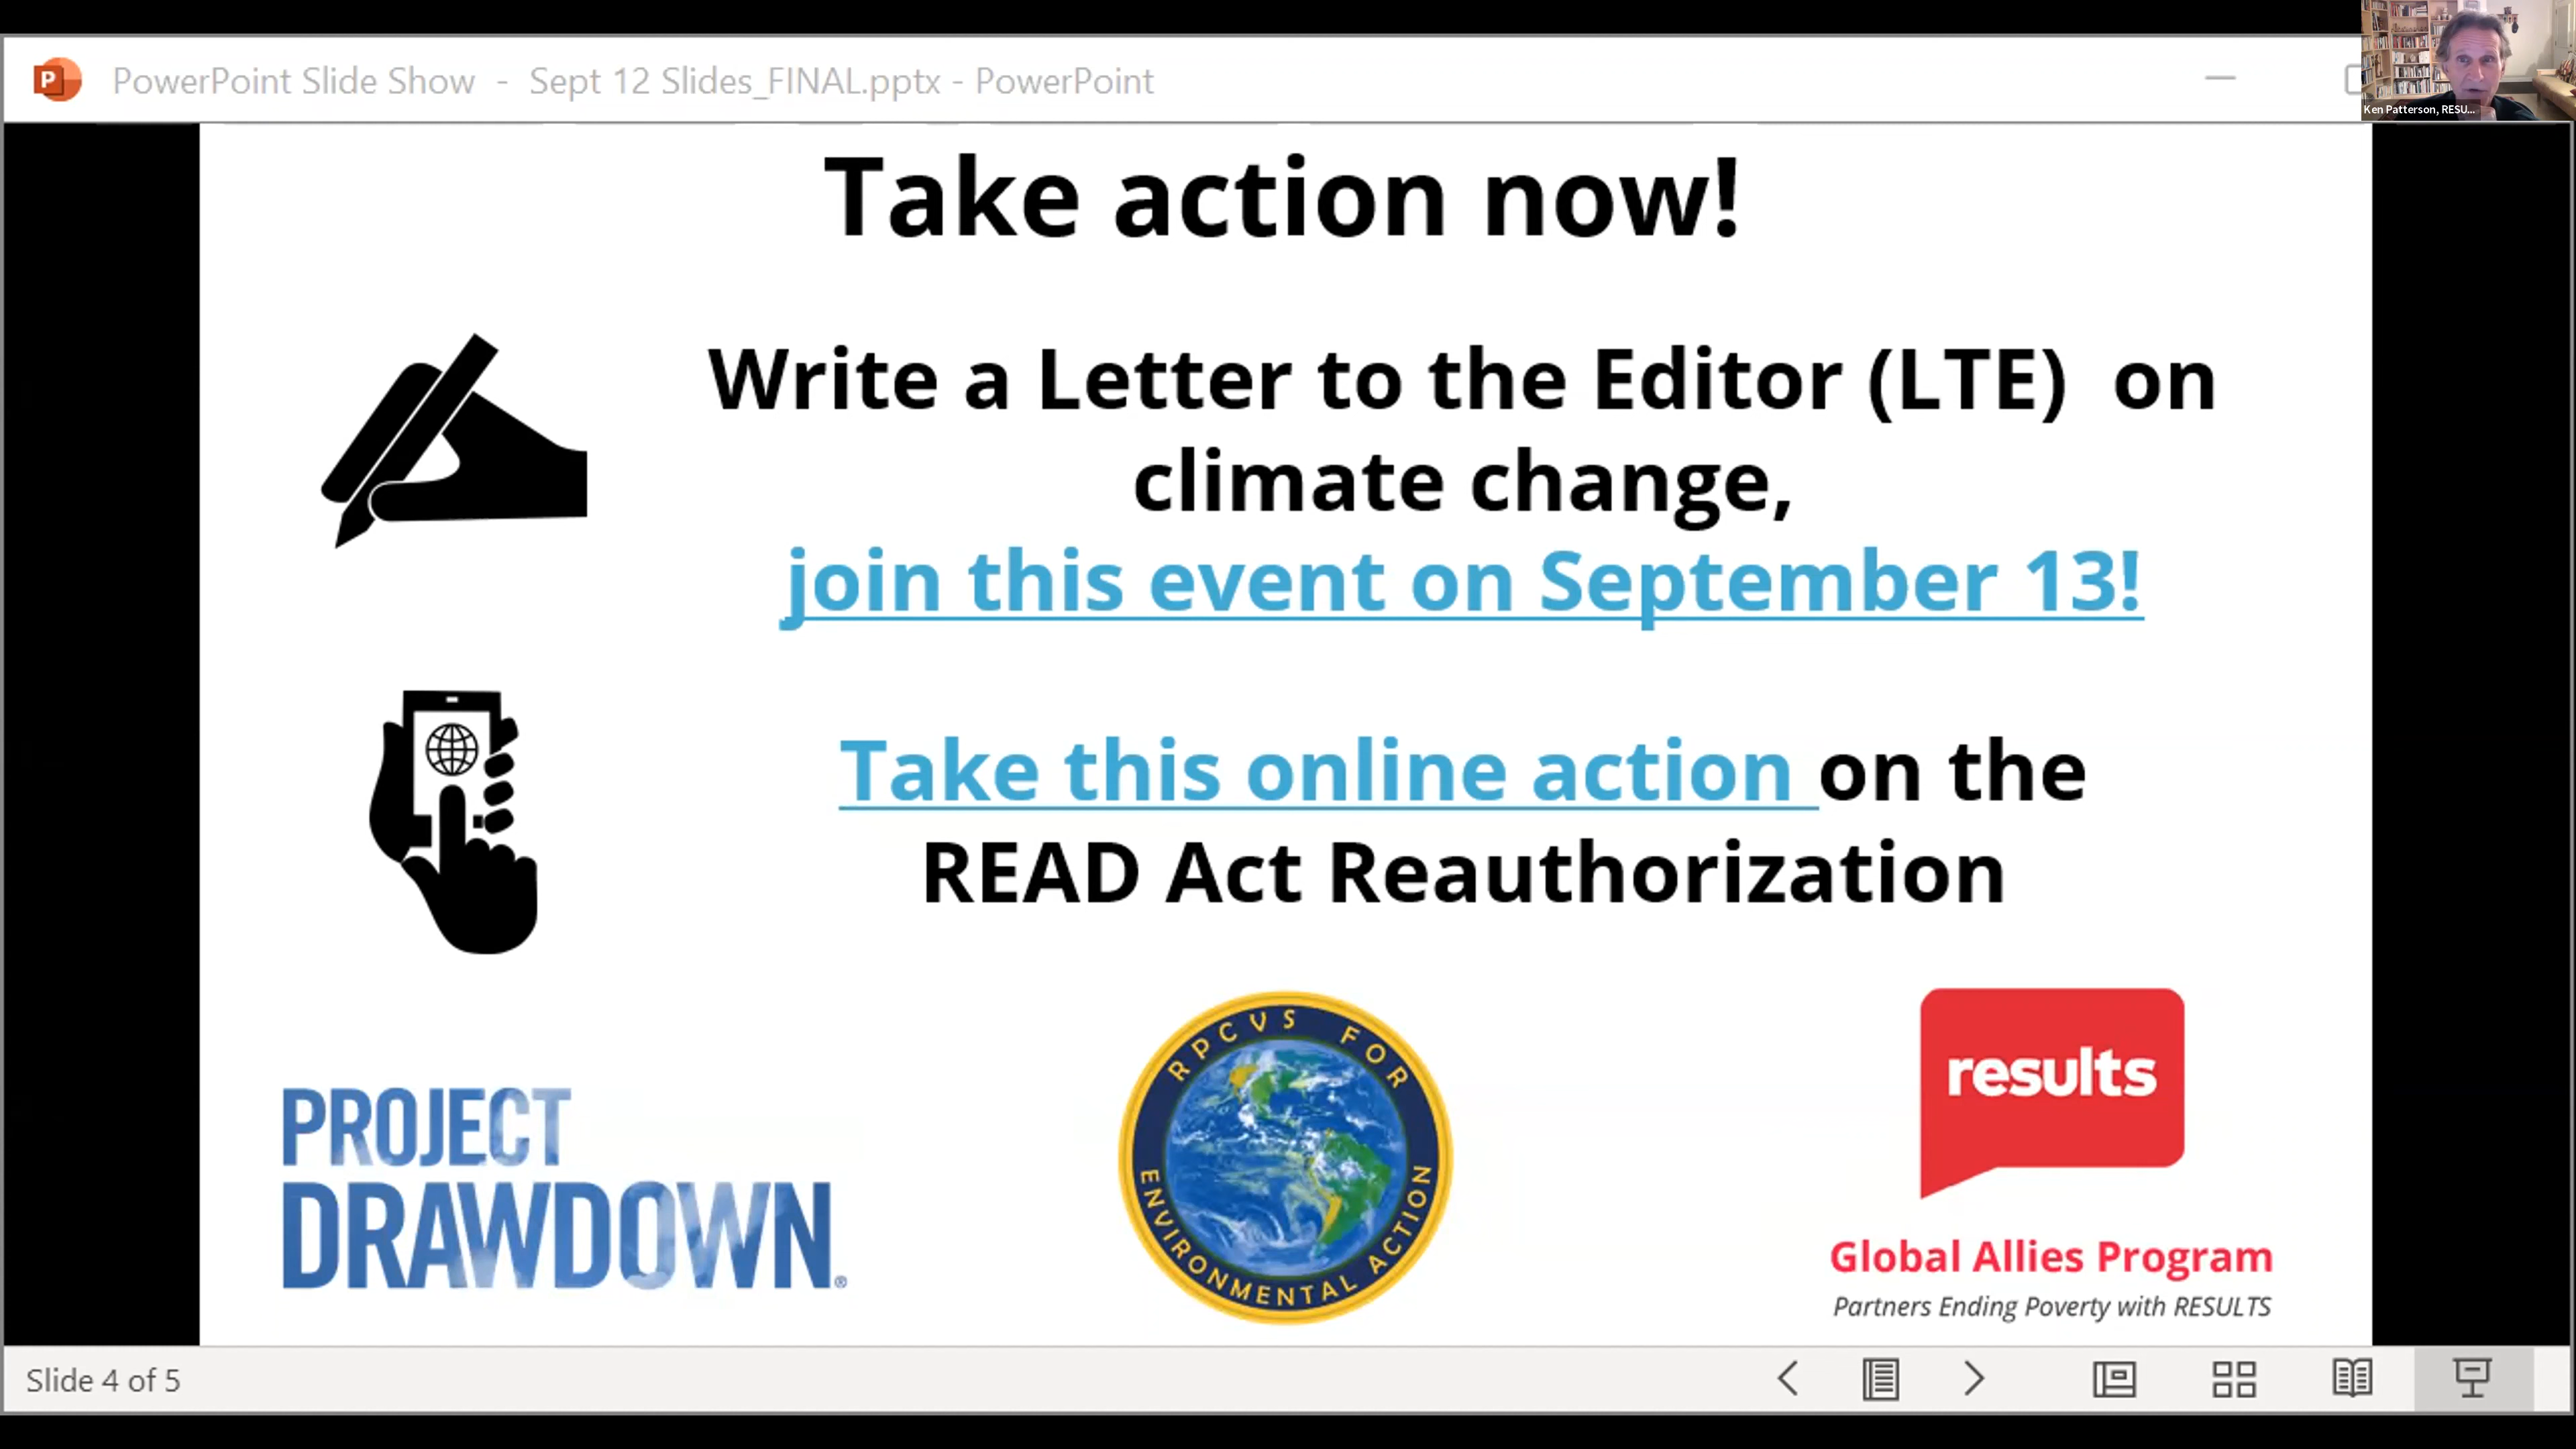 PowerPoint Slide Show - Sept 12 Slides_FINAL.pptx - PowerPoint
Ken Patterson, RESU...
Take action now!
Write a Letter to the Editor (LTE) on
climate change,
join this event on September 13!
Take this online action on the
READ Act Reauthorization
PROJECT
DRAWDOWN®
RPCVS FOR
ENVIRONMENTAL ACTION
results
Global Allies Program
Partners Ending Poverty with RESULTS
Slide 4 of 5